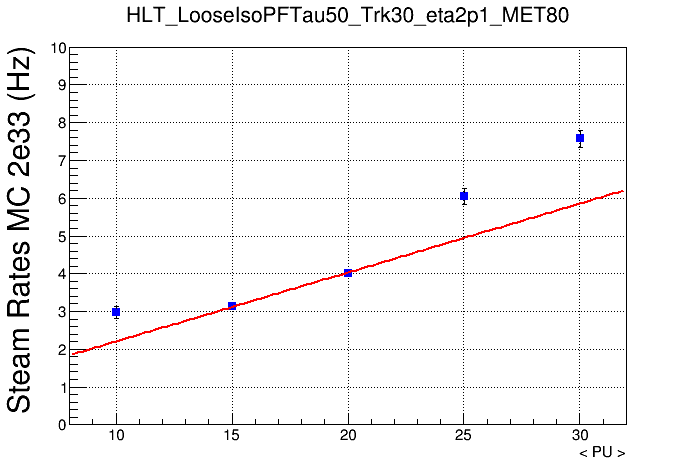 HLT_LooseIsoPFTau50_Trk30_eta2p1_MET80
Steam Rates MC 2e33 (Hz)
10
9
8
7
6
5
4
3
2
1
0
10 15 20 25 30
< PU >